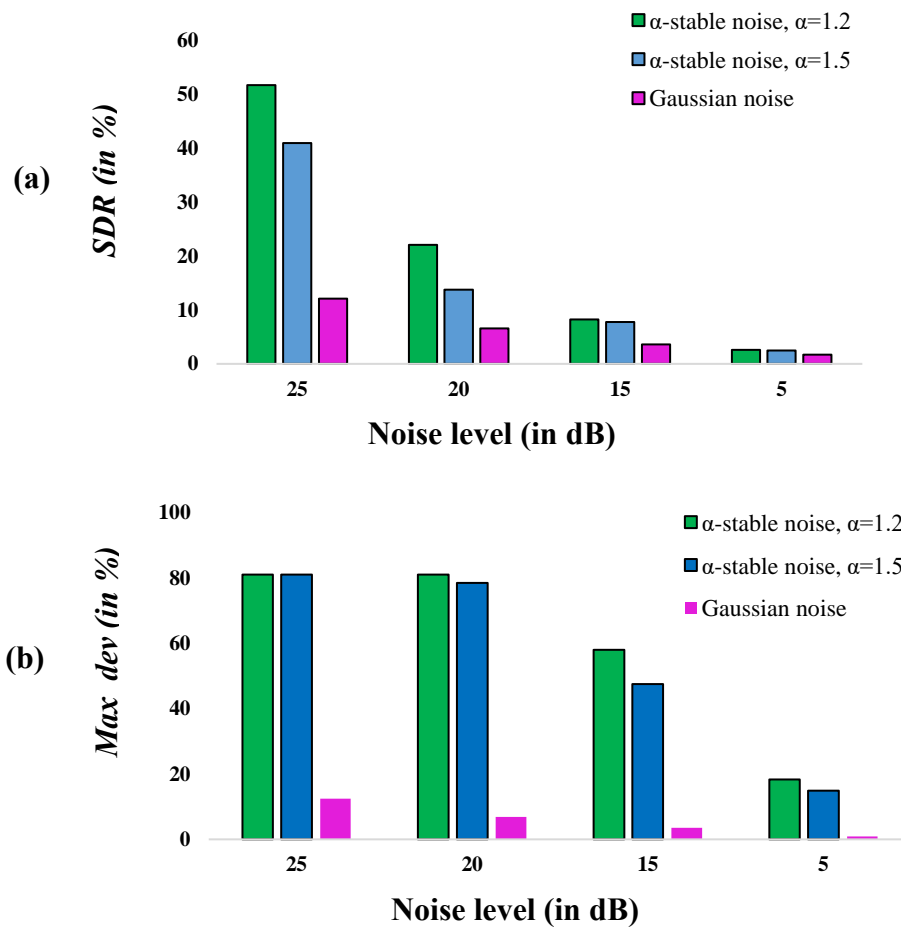 α-stable noise, α=1.2
α-stable noise, α=1.5
Gaussian noise
60
50
40
30
20
10
0
(a)
SDR (in %)
25 20 15 5
Noise level (in dB)
α-stable noise, α=1.2
α-stable noise, α=1.5
Gaussian noise
100
80
60
40
20
0
(b)
Max dev (in %)
25 20 15 5
Noise level (in dB)